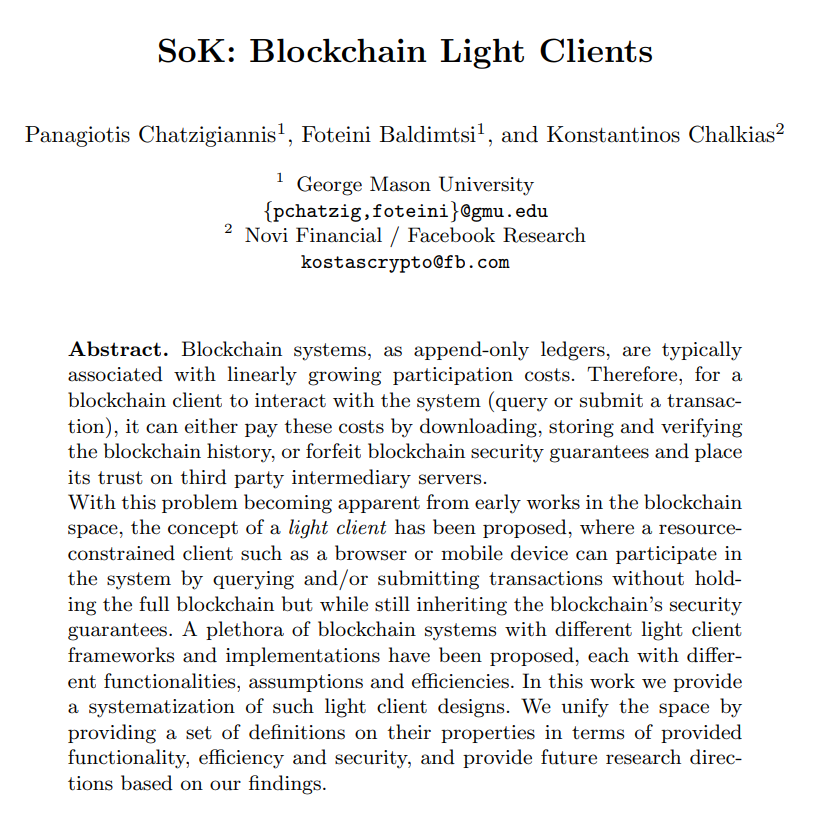 SoK: Blockchain Light Clients
Panagiotis Chatzigiannis1, Foteini Baldimtsi1, and Konstantinos Chalkias2
1 George Mason University
{pchatzig,foteini}@gmu.edu
2 Novi Financial / Facebook Research
kostascrypto@fb.com
Abstract. Blockchain systems, as append-only ledgers, are typically
associated with linearly growing participation costs. Therefore, for a
blockchain client to interact with the system (query or submit a transac-
tion), it can either pay these costs by downloading, storing and verifying
the blockchain history, or forfeit blockchain security guarantees and place
its trust on third party intermediary servers.
With this problem becoming apparent from early works in the blockchain
space, the concept of a light client has been proposed, where a resource-
constrained client such as a browser or mobile device can participate in
the system by querying and/or submitting transactions without hold-
ing the full blockchain but while still inheriting the blockchain's security
guarantees. A plethora of blockchain systems with different light client
frameworks and implementations have been proposed, each with differ-
ent functionalities, assumptions and efficiencies. In this work we provide
a systematization of such light client designs. We unify the space by
providing a set of definitions on their properties in terms of provided
functionality, efficiency and security, and provide future research direc-
tions based on our findings.